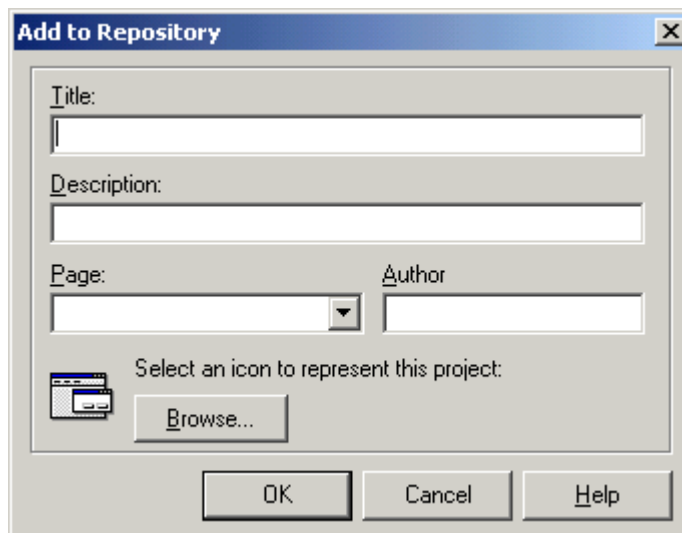 Add to Repository
Title:
Description:
Page:
Author
Select an icon to represent this project:
Browse...
OK
Cancel
Help